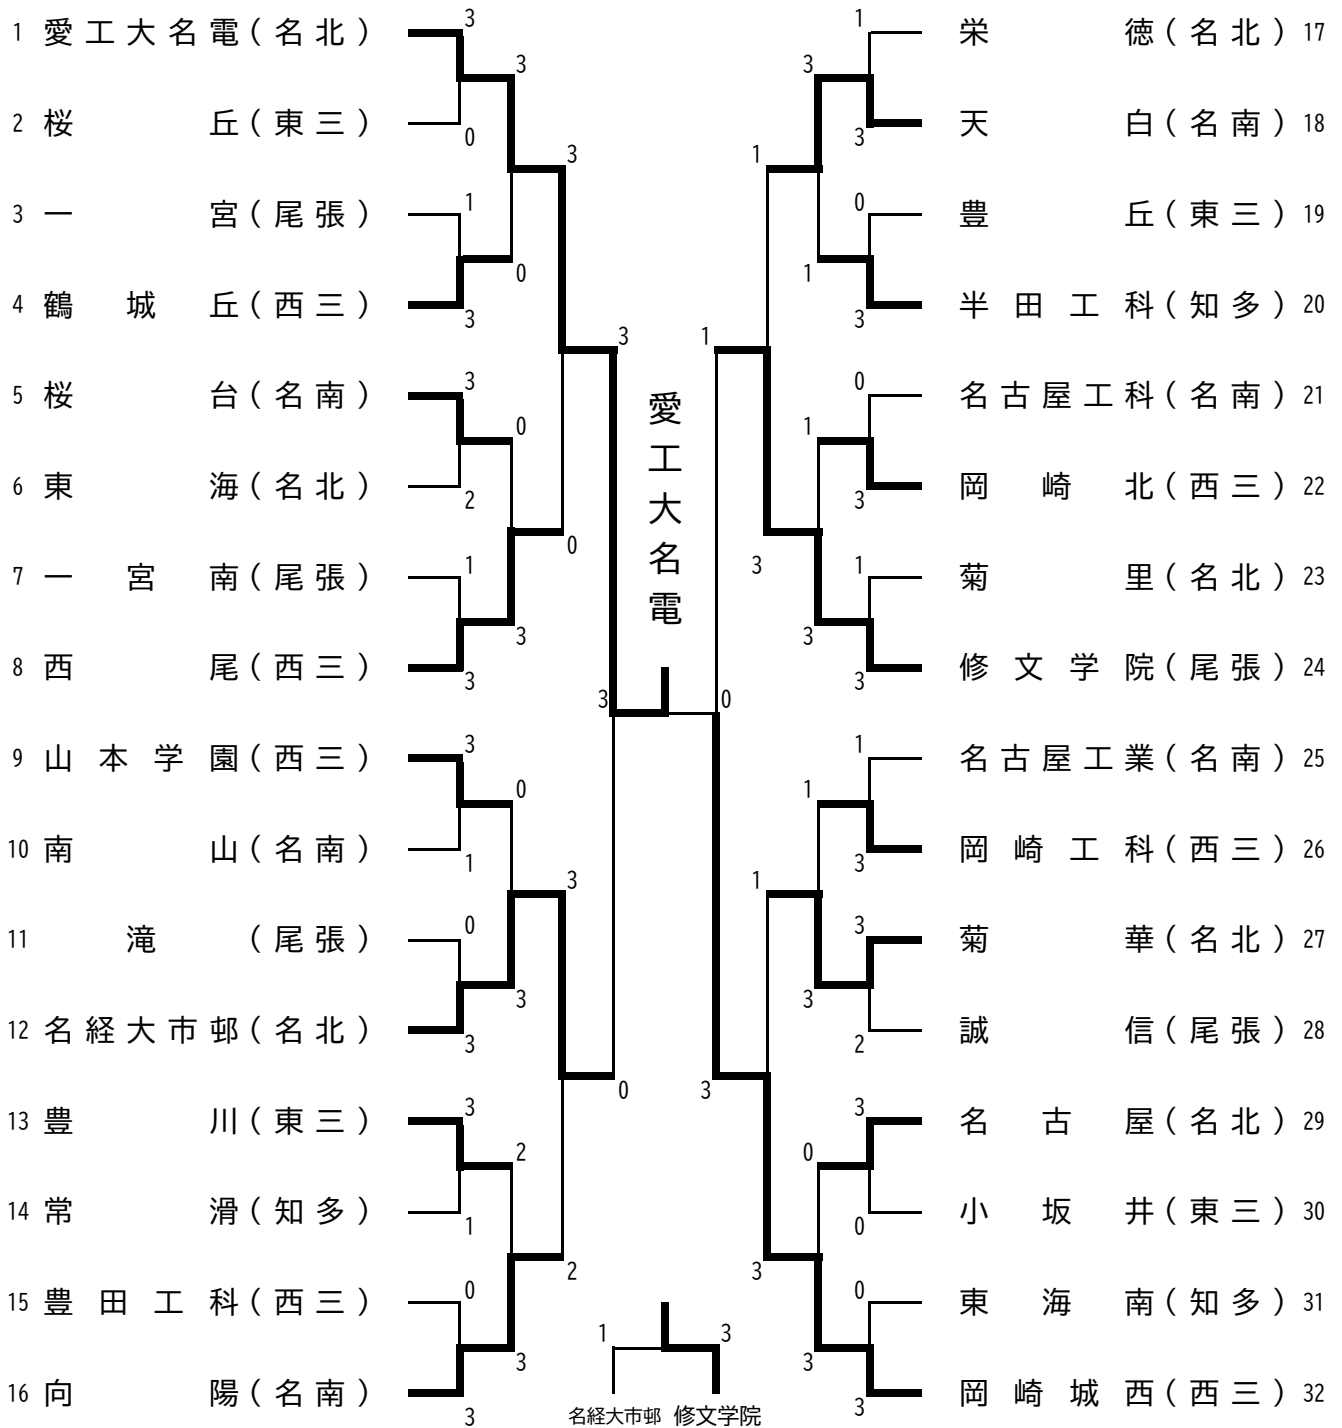 1 愛工大名電(名北) 3
3
2 桜丘(東三) 0
3
3 一宮(尾張) 1
0
4 鶴城丘(西三) 3
3
5 桜台(名南) 3
0
6 東海(名北) 2
0
7 一宮南(尾張) 1
3
8 西尾(西三) 3
3
9 山本学園(西三) 3
0
10 南山(名南) 1
3
11 滝(尾張) 0
3
12 名経大市邨(名北) 3
0
13 豊川(東三) 3
2
14 常滑(知多) 1
2
15 豊田工科(西三) 0
3
16 向陽(名南) 3
愛工大名電
1 栄徳(名北) 17
3
3 天白(名南) 18
1
0 豊丘(東三) 19
1
3 半田工科(知多) 20
1
0 名古屋工科(名南) 21
1
3 岡崎北(西三) 22
3
1 菊里(名北) 23
3
3 修文学院(尾張) 24
0
1 名古屋工業(名南) 25
1
3 岡崎工科(西三) 26
1
3 菊華(名北) 27
3
2 誠信(尾張) 28
3
3 名古屋(名北) 29
0
0 小坂井(東三) 30
3
0 東海南(知多) 31
3
3 岡崎城西(西三) 32
1 3
名経大市邨 修文学院